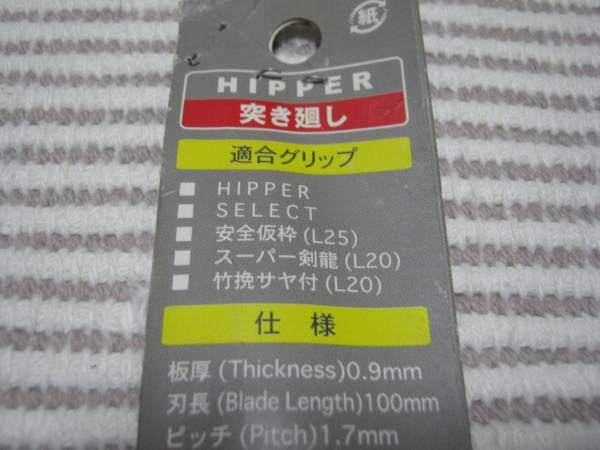 紙
HIPPER
突き廻し
適合グリップ
■ HIPPER
■ SELECT
■ 安全仮枠(L25)
■ スーパー剣龍(L20)
■ 竹挽サヤ付(L20)
仕様
板厚(Thickness)0.9mm
刃長(Blade Length)100mm
ピッチ(Pitch)1.7mm